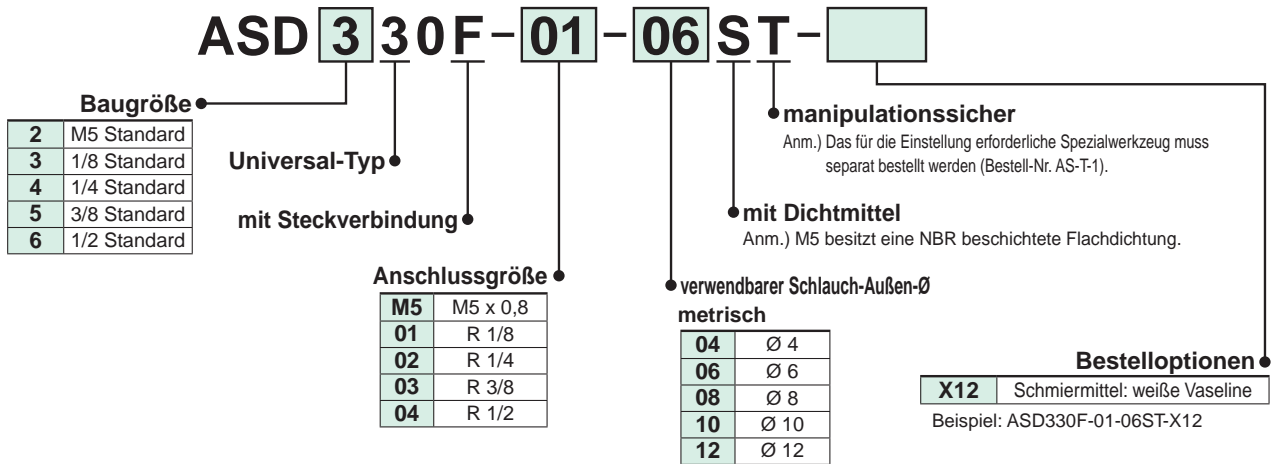 ASD 3 3 0 F - 01 - 06 S T -
Baugröße
2 M5 Standard
3 1/8 Standard
4 1/4 Standard
5 3/8 Standard
6 1/2 Standard
Universal-Typ
mit Steckverbindung
Anschlussgröße
M5 M5 x 0,8
01 R 1/8
02 R 1/4
03 R 3/8
04 R 1/2
manipulationssicher
Anm.) Das für die Einstellung erforderliche Spezialwerkzeug muss
separat bestellt werden (Bestell-Nr. AS-T-1).
mit Dichtmittel
Anm.) M5 besitzt eine NBR beschichtete Flachdichtung.
verwendbarer Schlauch-Außen-Ø
metrisch
04 Ø 4
06 Ø 6
08 Ø 8
10 Ø 10
12 Ø 12
Bestelloptionen
X12 Schmiermittel: weiße Vaseline
Beispiel: ASD330F-01-06ST-X12